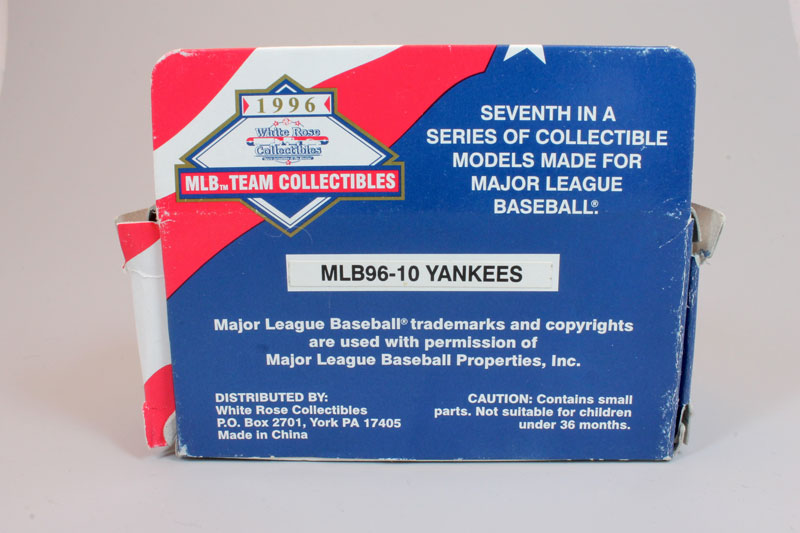 1996
White Rose
Collectibles
MLB™ TEAM COLLECTIBLES
SEVENTH IN A
SERIES OF COLLECTIBLE
MODELS MADE FOR
MAJOR LEAGUE
BASEBALL®
MLB96-10 YANKEES
Major League Baseball® trademarks and copyrights
are used with permission of
Major League Baseball Properties, Inc.
DISTRIBUTED BY:
White Rose Collectibles
P.O. Box 2701, York PA 17405
Made in China
CAUTION: Contains small
parts. Not suitable for children
under 36 months.